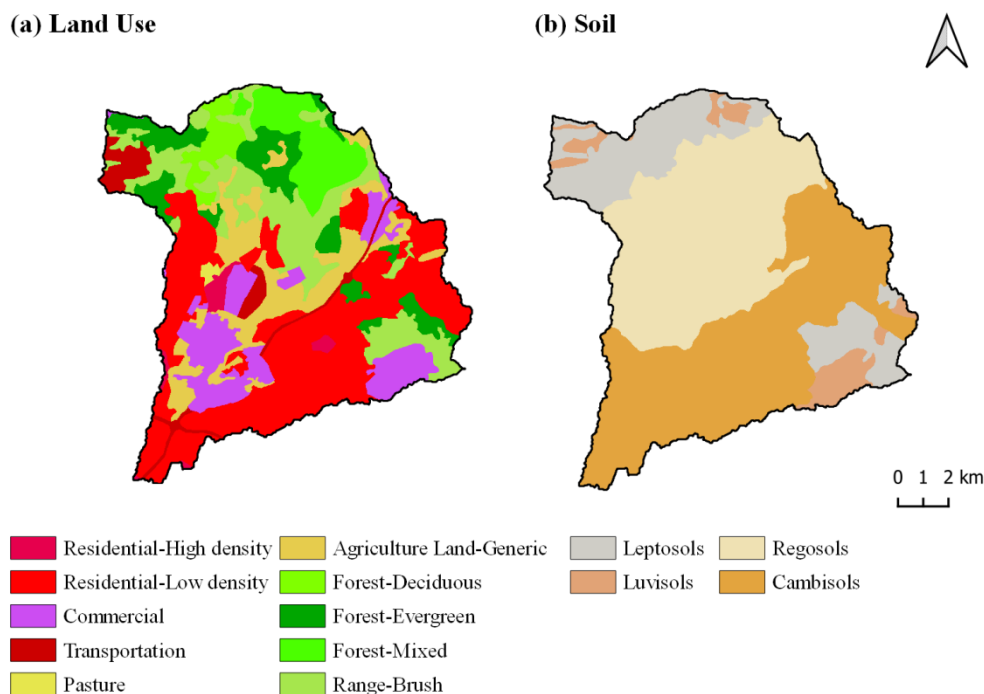 (a) Land Use
(b) Soil
0 1 2 km
Residential-High density
Agriculture Land-Generic
Leptosols
Regosols
Residential-Low density
Forest-Deciduous
Luvisols
Cambisols
Commercial
Forest-Evergreen
Transportation
Forest-Mixed
Pasture
Range-Brush